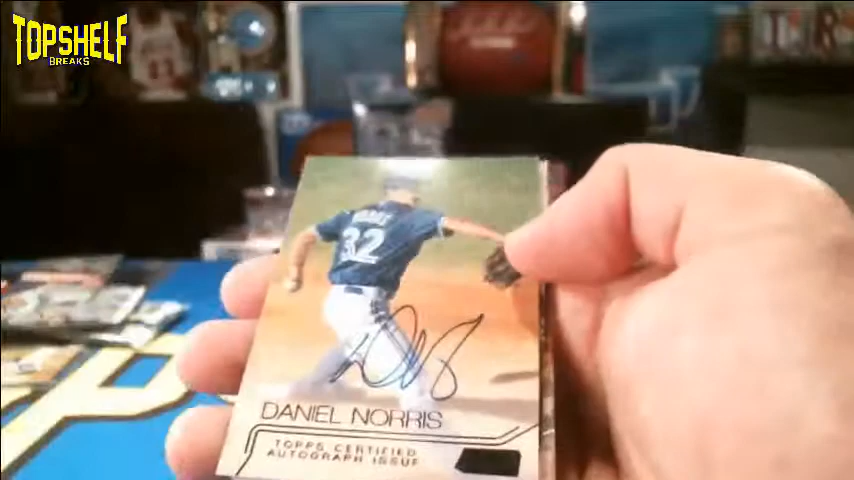 TOPSHELF
BREAKS
32
DANIEL NORRIS
TOPPS CERTIFIED
AUTOGRAPH ISSUE